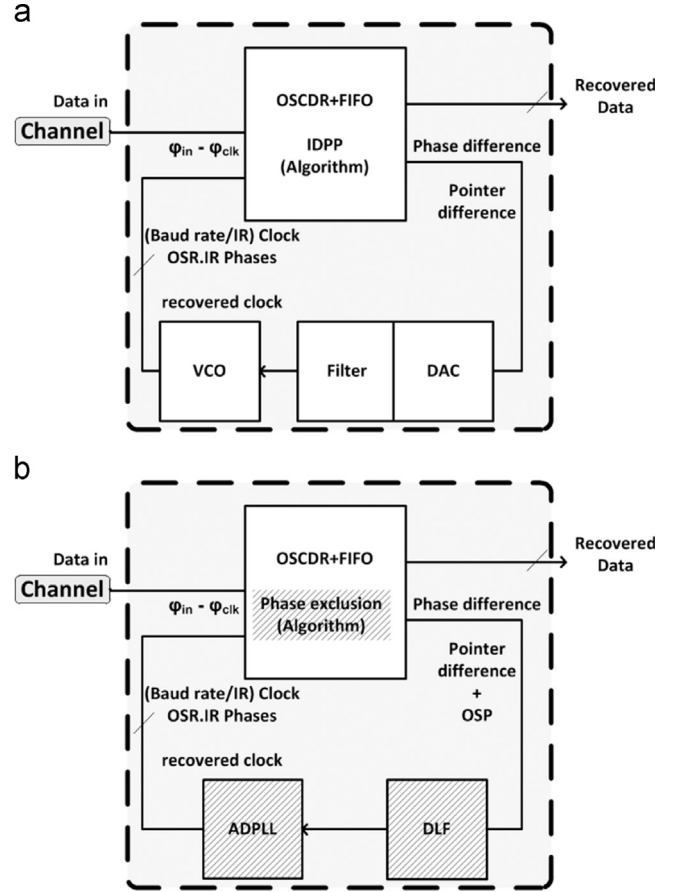 a
OSCDR+FIFO
IDPP
(Algorithm)
Data in
Channel
φin - φclk
Recovered
Data
Phase difference
Pointer
difference
(Baud rate/IR) Clock
OSR.IR Phases
recovered clock
VCO
Filter
DAC
b
OSCDR+FIFO
Phase exclusion
(Algorithm)
Data in
Channel
φin - φclk
Recovered
Data
Phase difference
Pointer
difference
+
OSP
(Baud rate/IR) Clock
OSR.IR Phases
recovered clock
ADPLL
DLF